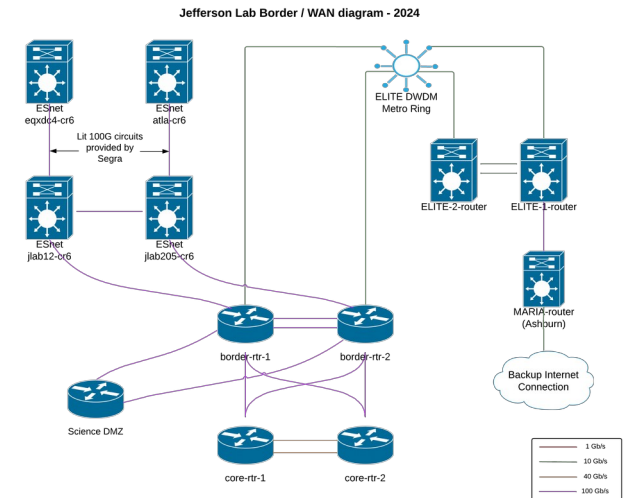 Jefferson Lab Border / WAN diagram - 2024
ESnet
eqxdc4-cr6
ESnet
atla-cr6
ELITE DWDM
Metro Ring
Lit 100G circuits
provided by
Segra
ELITE-2-router
ELITE-1-router
ESnet
jlab12-cr6
ESnet
jlab205-cr6
MARIA-router
(Ashburn)
border-rtr-1
border-rtr-2
Backup Internet
Connection
Science DMZ
core-rtr-1
core-rtr-2
1 Gb/s
10 Gb/s
40 Gb/s
100 Gb/s